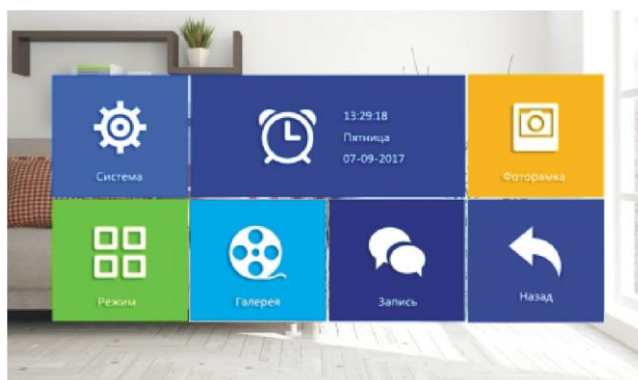 13:29:18
Пятница
07-09-2017
Система
Фоторамка
Режим
Галерея
Запись
Назад